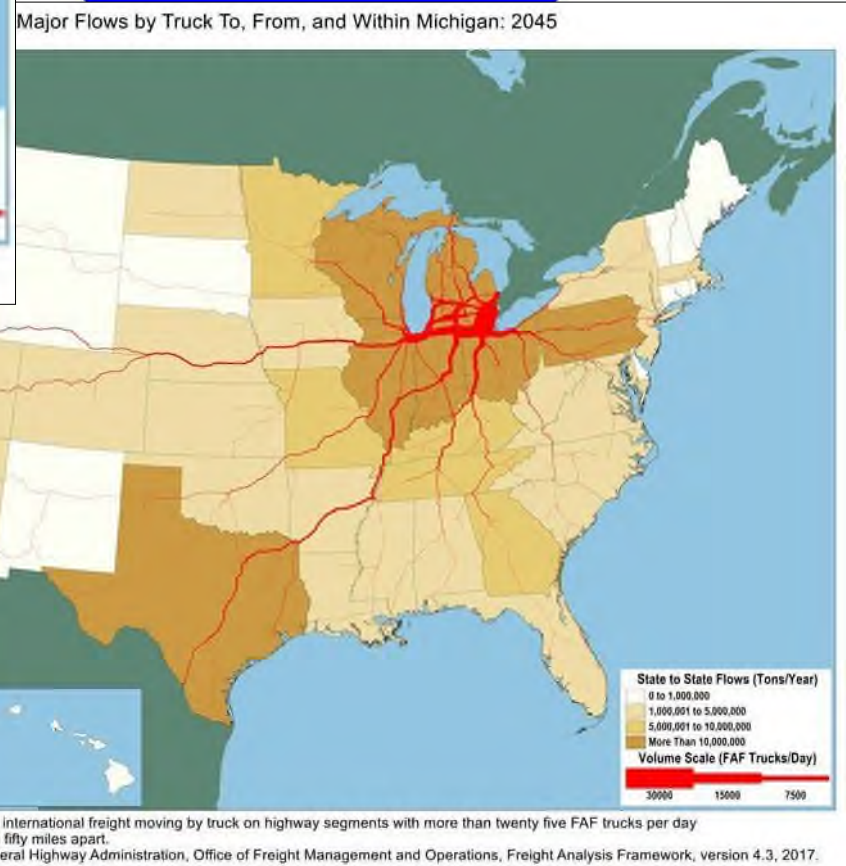 Major Flows by Truck To, From, and Within Michigan: 2045
State to State Flows (Tons/Year)
0 to 1,000,000
1,000,001 to 5,000,000
5,000,001 to 10,000,000
More Than 10,000,000
Volume Scale (FAF Trucks/Day)
30000 15000 7500
international freight moving by truck on highway segments with more than twenty five FAF trucks per day
fifty miles apart.
eral Highway Administration, Office of Freight Management and Operations, Freight Analysis Framework, version 4.3, 2017.